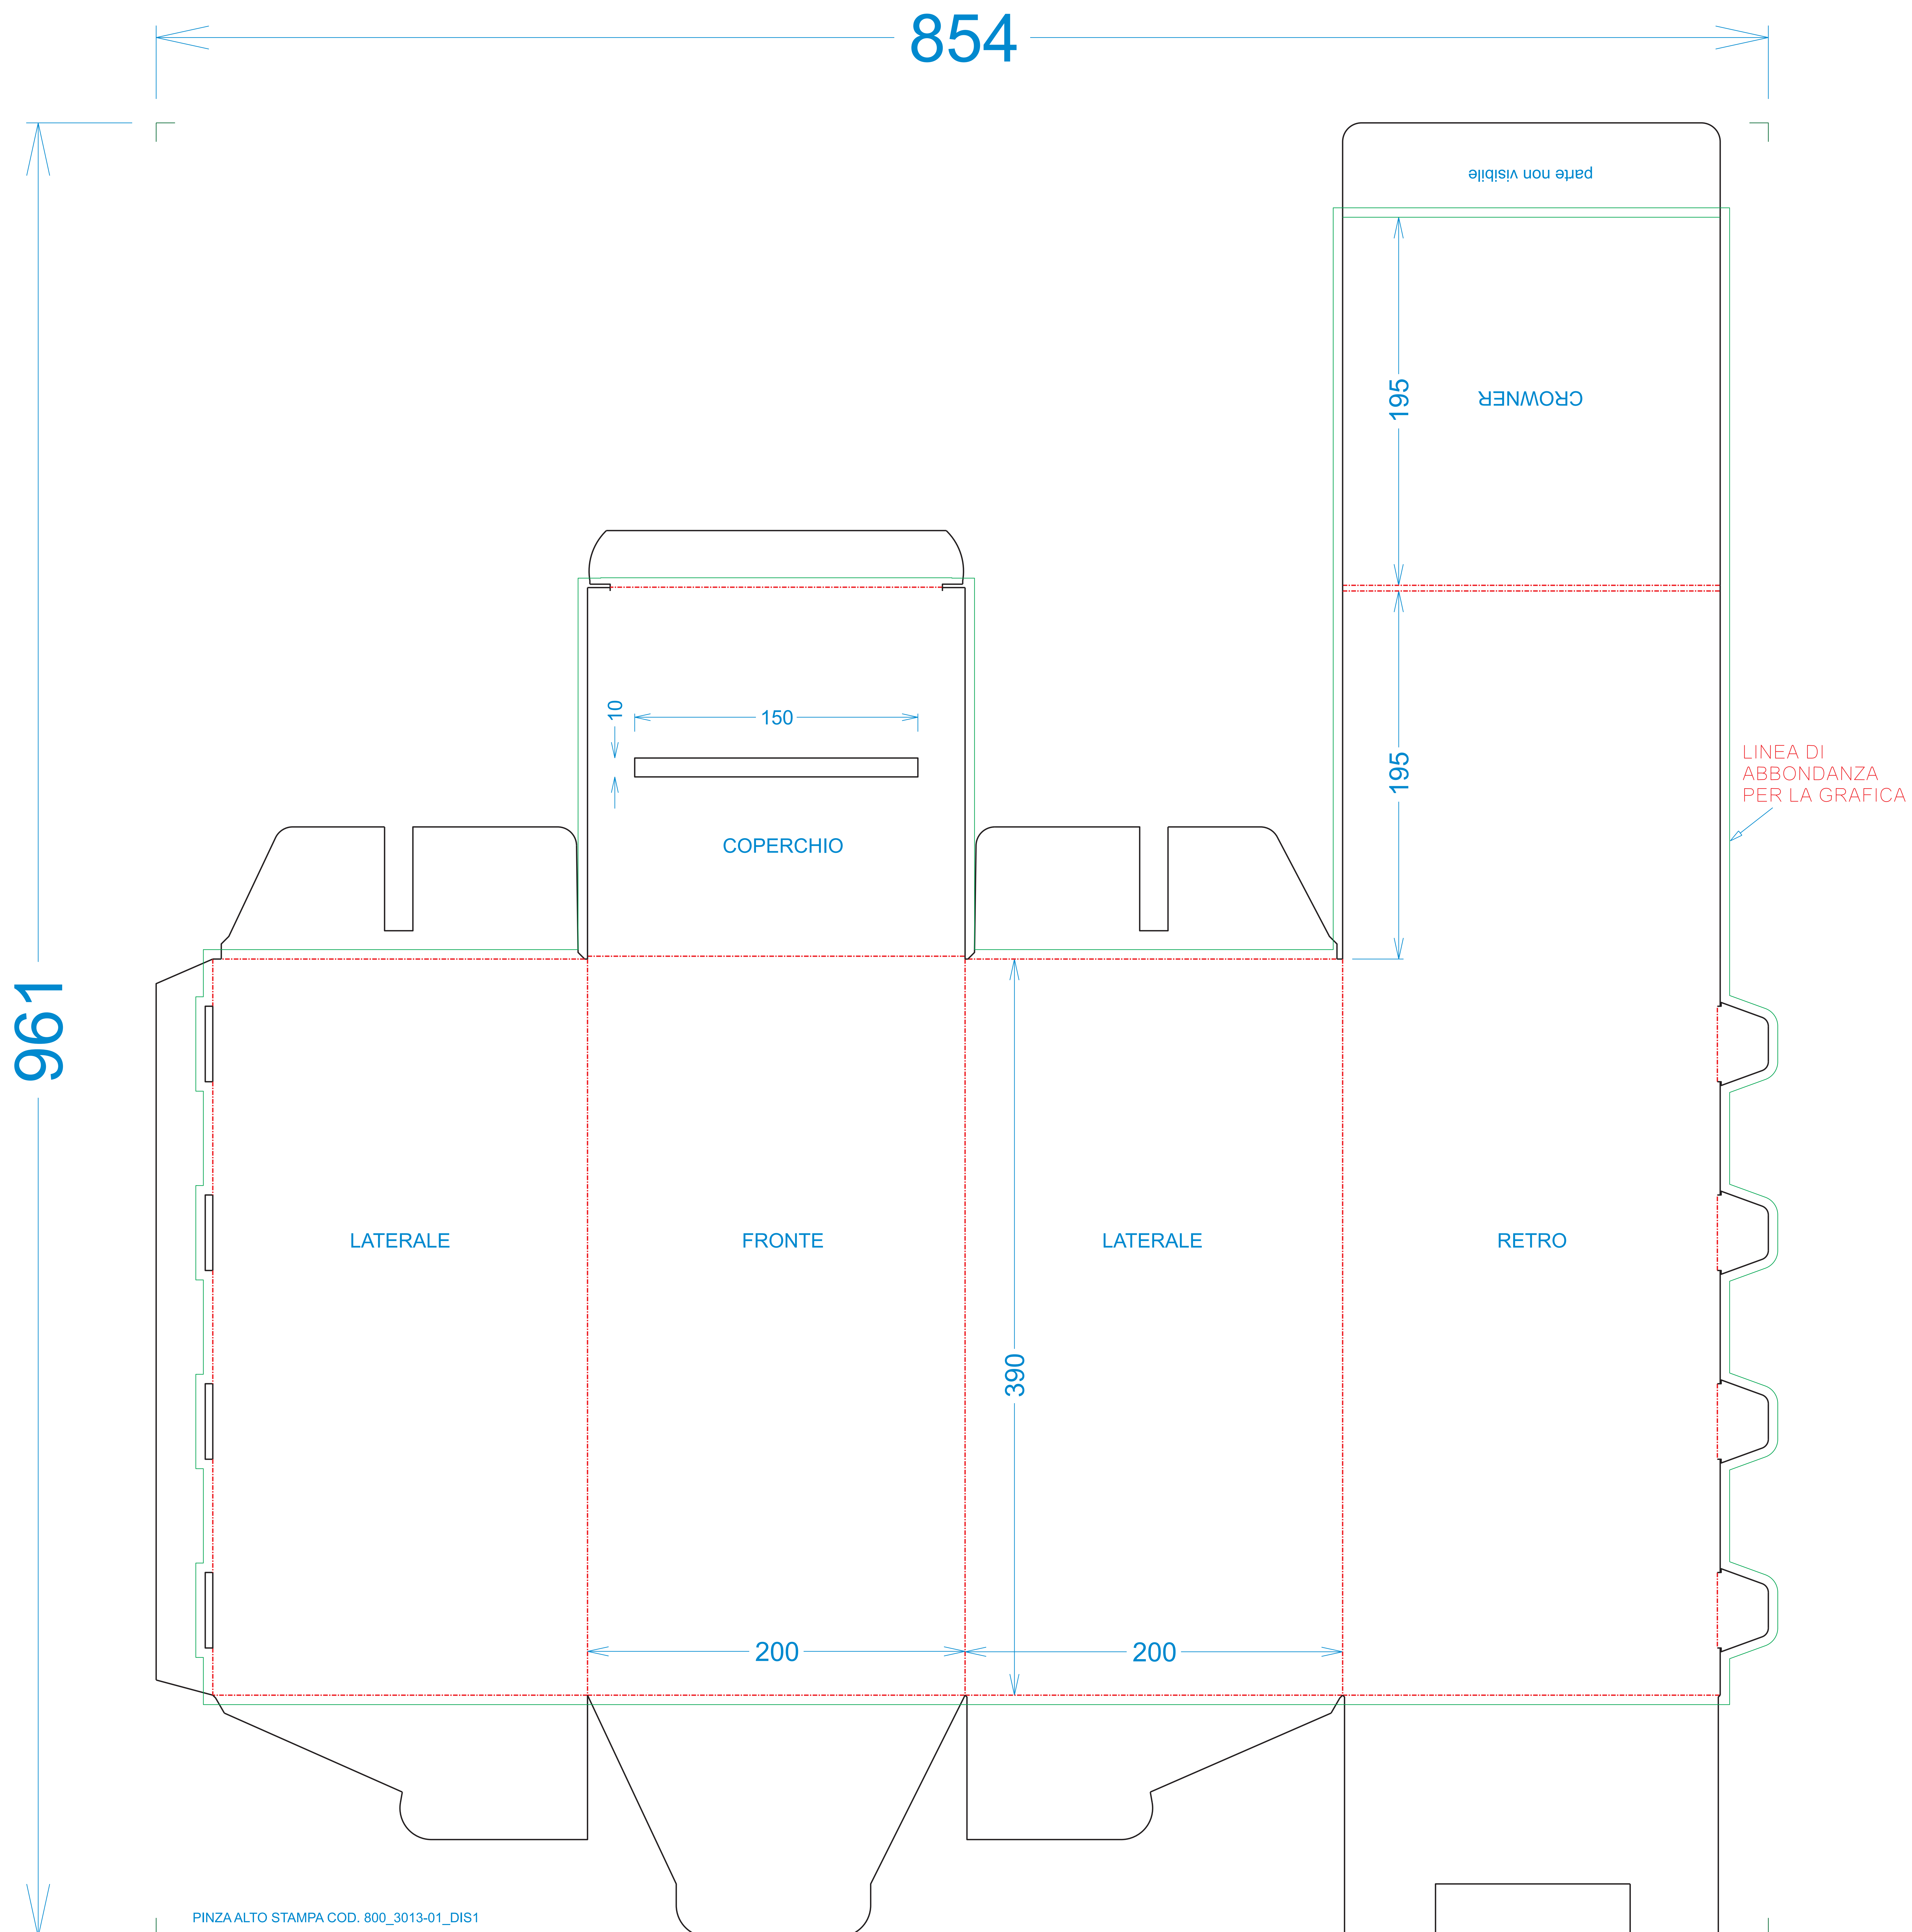 854
parte non visibile
CROWNER
195
10
150
195
LINEA DI
ABBONDANZA
PER LA GRAFICA
COPERCHIO
961
LATERALE
FRONTE
LATERALE
RETRO
390
200
200
PINZA ALTO STAMPA COD. 800_3013-01_DIS1